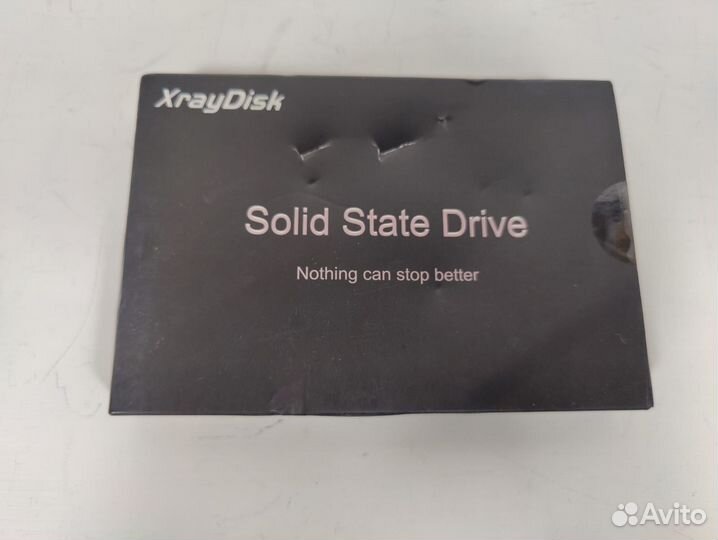 XrayDisk
Solid State Drive
Nothing can stop better
Avito